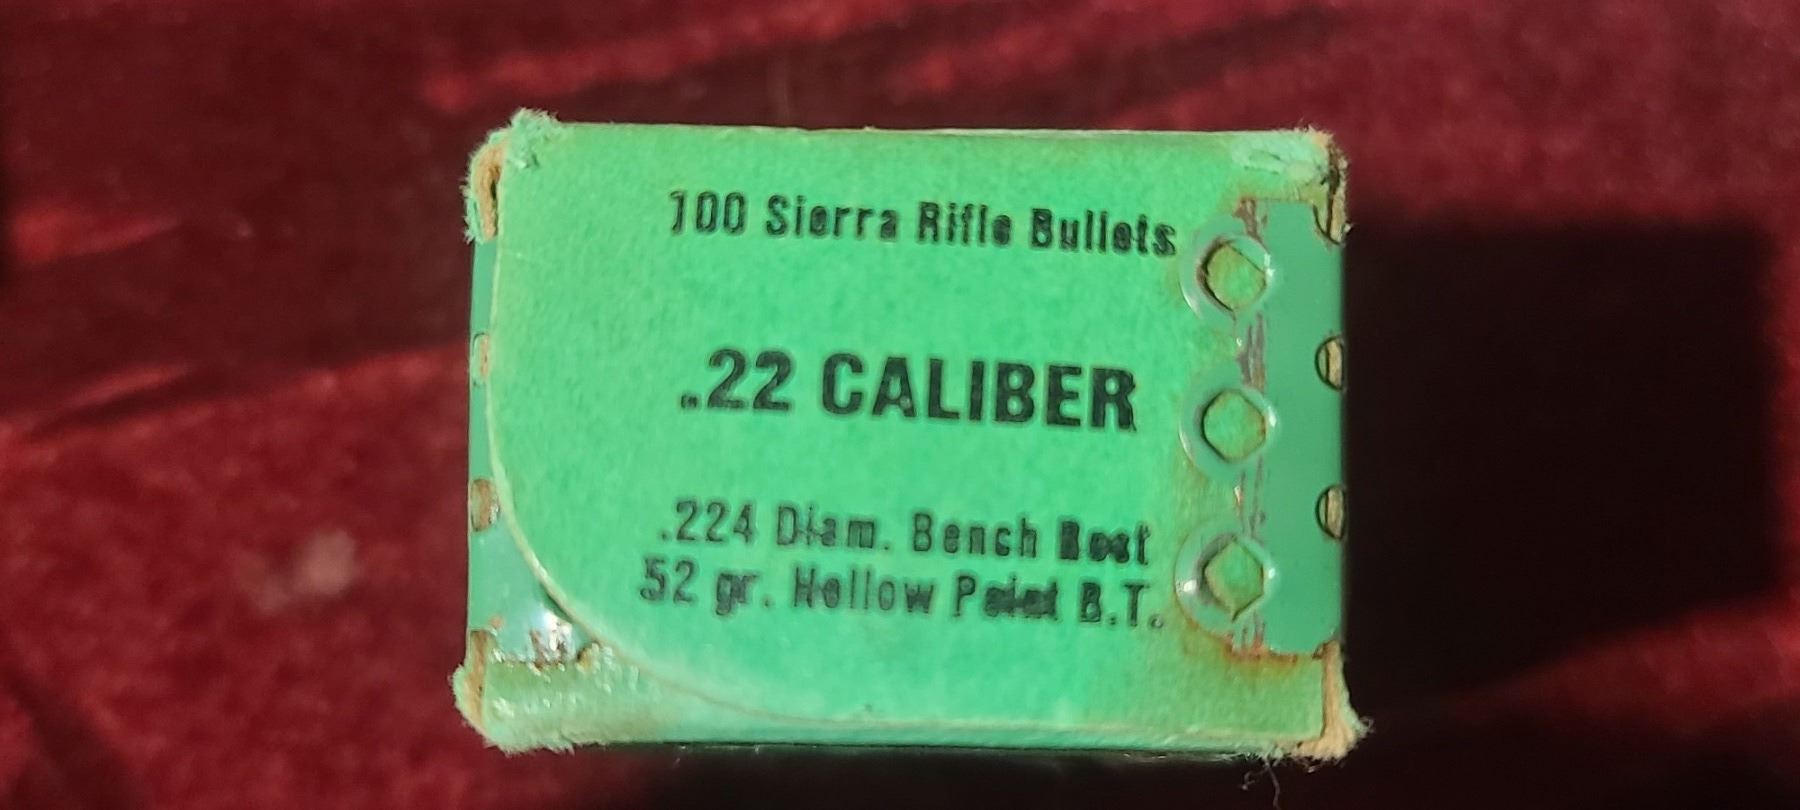 100 Sierra Rifle Bullets
.22 CALIBER
.224 Diam. Bench Rest
52 gr. Hollow Point B.T.